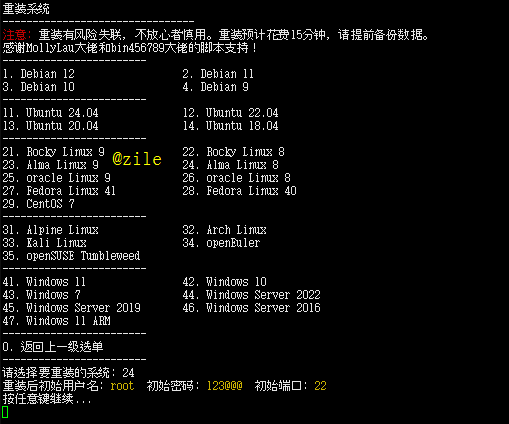 重装系统
--------------------------------
注意: 重装有风险失联，不放心者慎用。重装预计花费15分钟，请提前备份数据。
感谢MollyLau大佬和bin456789大佬的脚本支持！
------------------------
1. Debian 12 2. Debian 11
3. Debian 10 4. Debian 9
------------------------
11. Ubuntu 24.04 12. Ubuntu 22.04
13. Ubuntu 20.04 14. Ubuntu 18.04
------------------------
21. Rocky Linux 9 22. Rocky Linux 8
23. Alma Linux 9 @zile 24. Alma Linux 8
25. oracle Linux 9 26. oracle Linux 8
27. Fedora Linux 41 28. Fedora Linux 40
29. CentOS 7
------------------------
31. Alpine Linux 32. Arch Linux
33. Kali Linux 34. openEuler
35. openSUSE Tumbleweed
------------------------
41. Windows 11 42. Windows 10
43. Windows 7 44. Windows Server 2022
45. Windows Server 2019 46. Windows Server 2016
47. Windows 11 ARM
------------------------
0. 返回上一级选单
------------------------
请选择要重装的系统: 24
重装后初始用户名: root 初始密码: 123@@@ 初始端口: 22
按任意键继续...